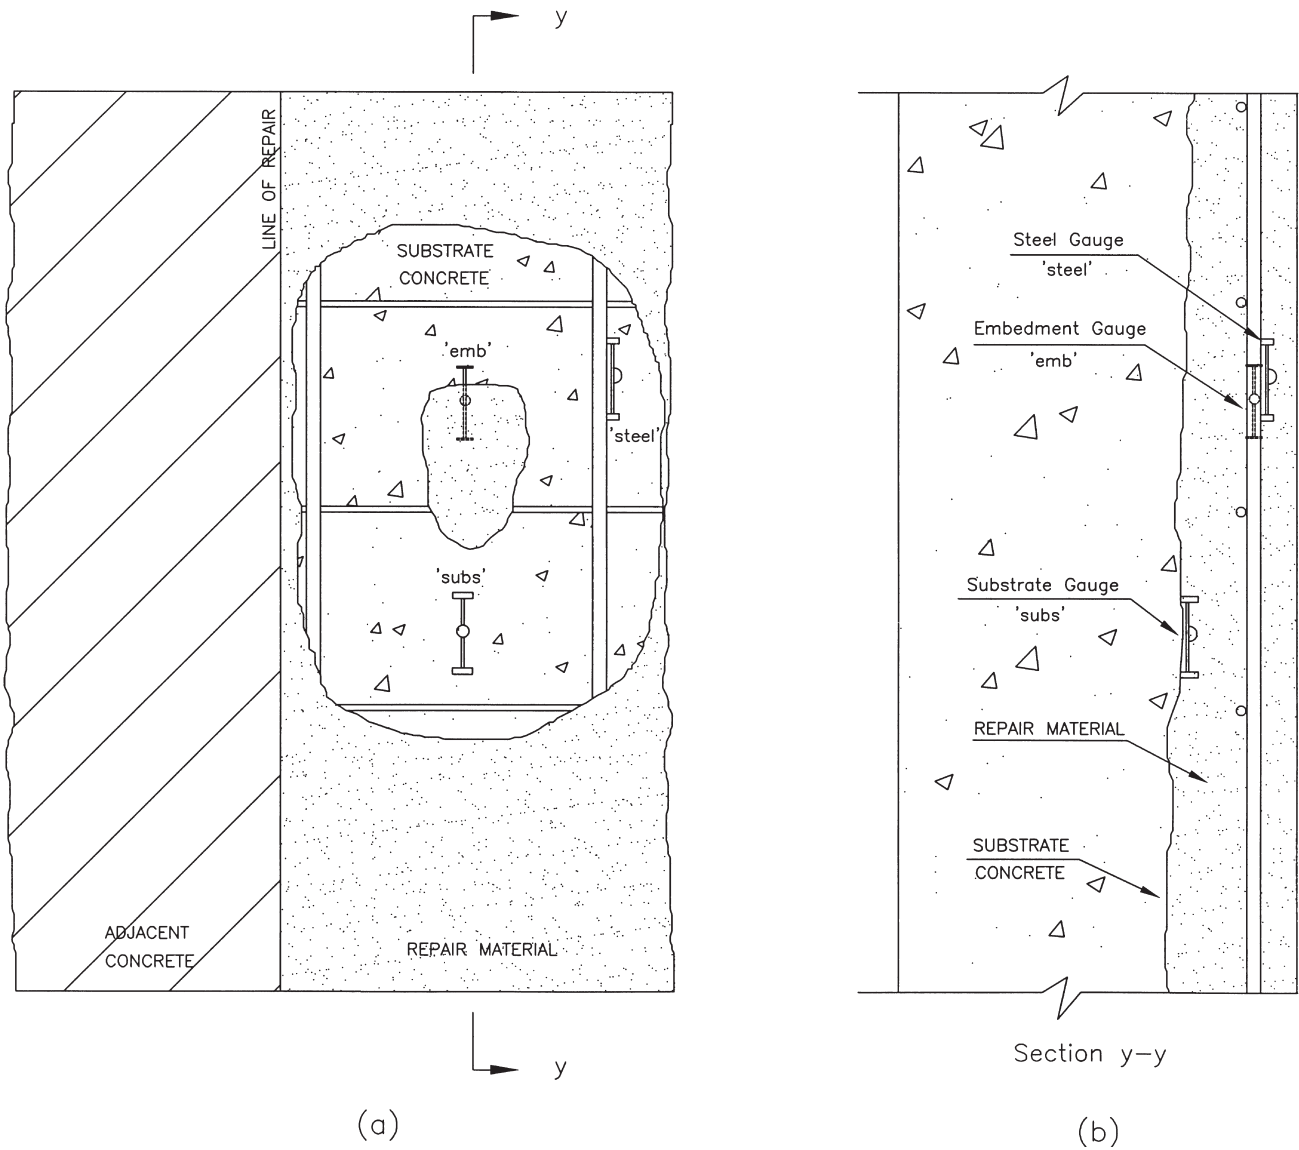 y
LINE OF REPAIR
SUBSTRATE
CONCRETE
'emb'
'steel'
'subs'
ADJACENT
CONCRETE
REPAIR MATERIAL
y
(a)
Steel Gauge
'steel'
Embedment Gauge
'emb'
Substrate Gauge
'subs'
REPAIR MATERIAL
SUBSTRATE
CONCRETE
Section y-y
(b)